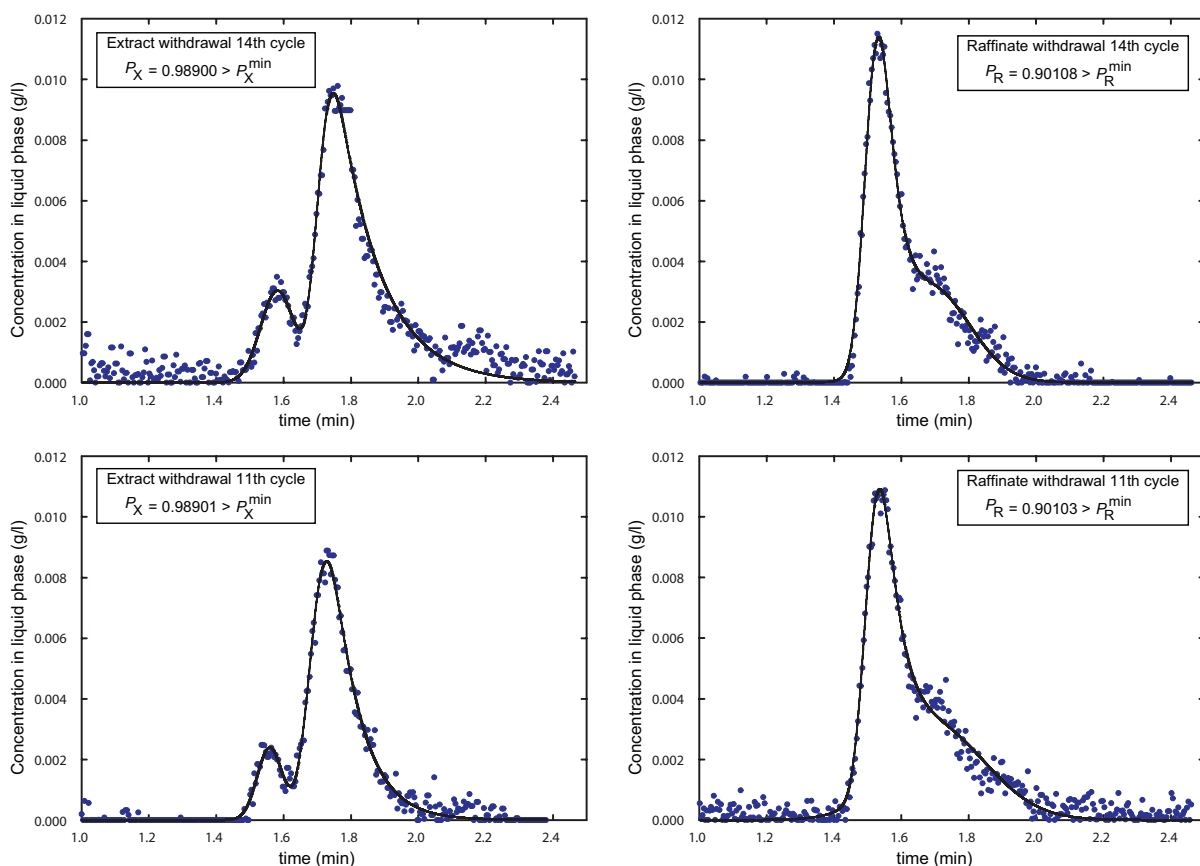 Extract withdrawal 14th cycle
P_X = 0.98900 > P_X^min
Concentration in liquid phase (g/l)
0.012
0.010
0.008
0.006
0.004
0.002
0.000
1.0 1.2 1.4 1.6 1.8 2.0 2.2 2.4
time (min)
Raffinate withdrawal 14th cycle
P_R = 0.90108 > P_R^min
Concentration in liquid phase (g/l)
0.012
0.010
0.008
0.006
0.004
0.002
0.000
1.0 1.2 1.4 1.6 1.8 2.0 2.2 2.4
time (min)
Extract withdrawal 11th cycle
P_X = 0.98901 > P_X^min
Concentration in liquid phase (g/l)
0.012
0.010
0.008
0.006
0.004
0.002
0.000
1.0 1.2 1.4 1.6 1.8 2.0 2.2 2.4
time (min)
Raffinate withdrawal 11th cycle
P_R = 0.90103 > P_R^min
Concentration in liquid phase (g/l)
0.012
0.010
0.008
0.006
0.004
0.002
0.000
1.0 1.2 1.4 1.6 1.8 2.0 2.2 2.4
time (min)